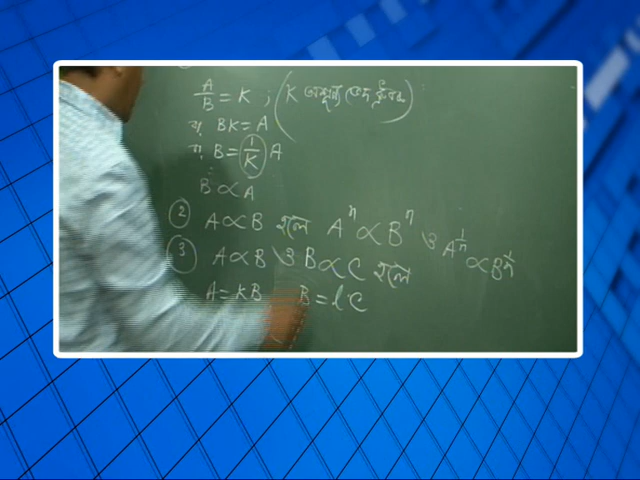 A/B = K ; (K অশূন্য ভেদ ধ্রুবক)
বা, BK = A
বা, B = 1/K A
B ∝ A
② A ∝ B হলে Aⁿ ∝ Bⁿ ও A^(1/n) ∝ B^(1/n)
③ A ∝ B ও B ∝ C হলে
A = KB B = lC